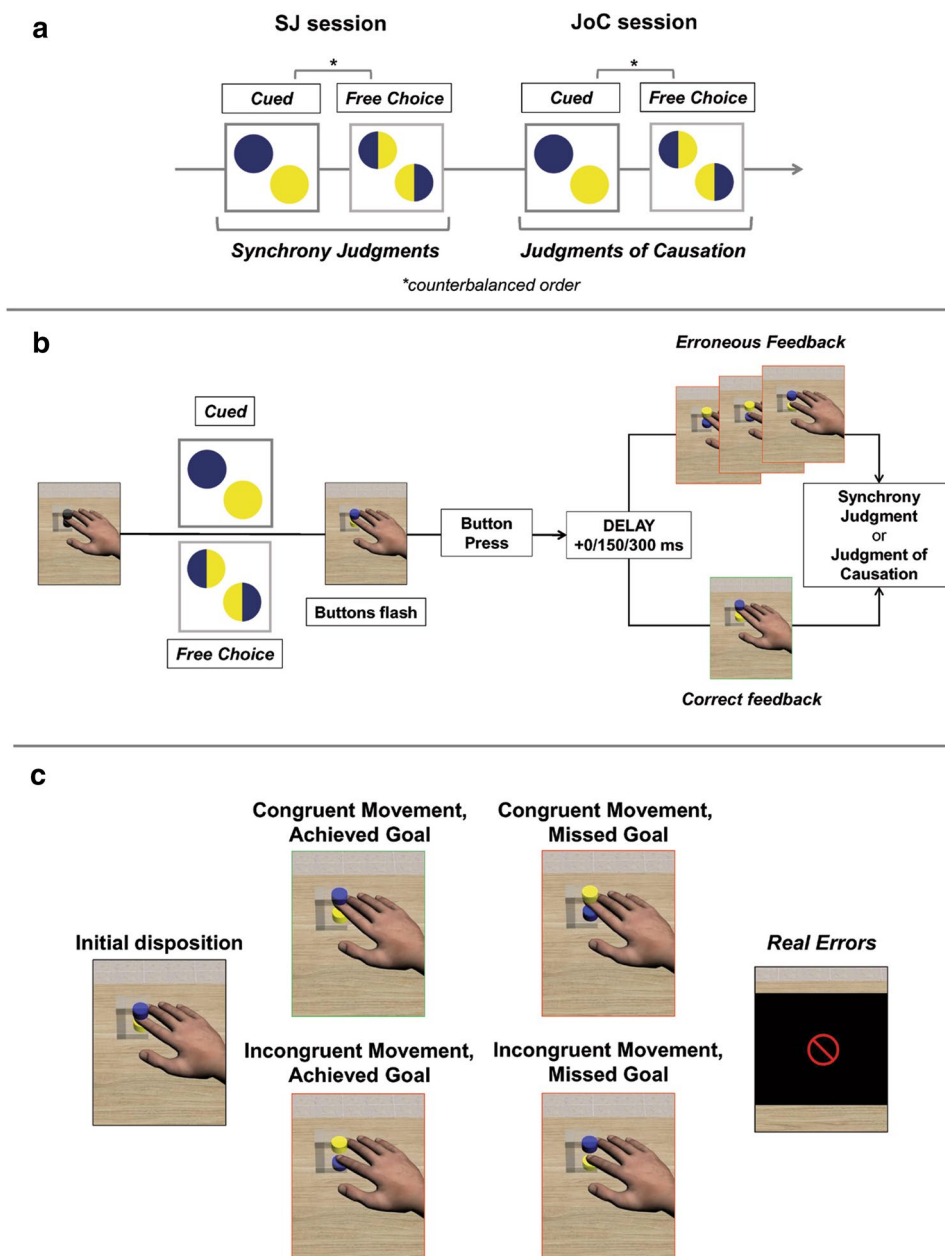 a
SJ session
JoC session
*
*
Cued
Free Choice
Cued
Free Choice
Synchrony Judgments
Judgments of Causation
*counterbalanced order
b
Erroneous Feedback
Cued
Button
Press
DELAY
+0/150/300 ms
Synchrony
Judgment
or
Judgment of
Causation
Buttons flash
Free Choice
Correct feedback
c
Congruent Movement,
Achieved Goal
Congruent Movement,
Missed Goal
Initial disposition
Real Errors
Incongruent Movement,
Achieved Goal
Incongruent Movement,
Missed Goal